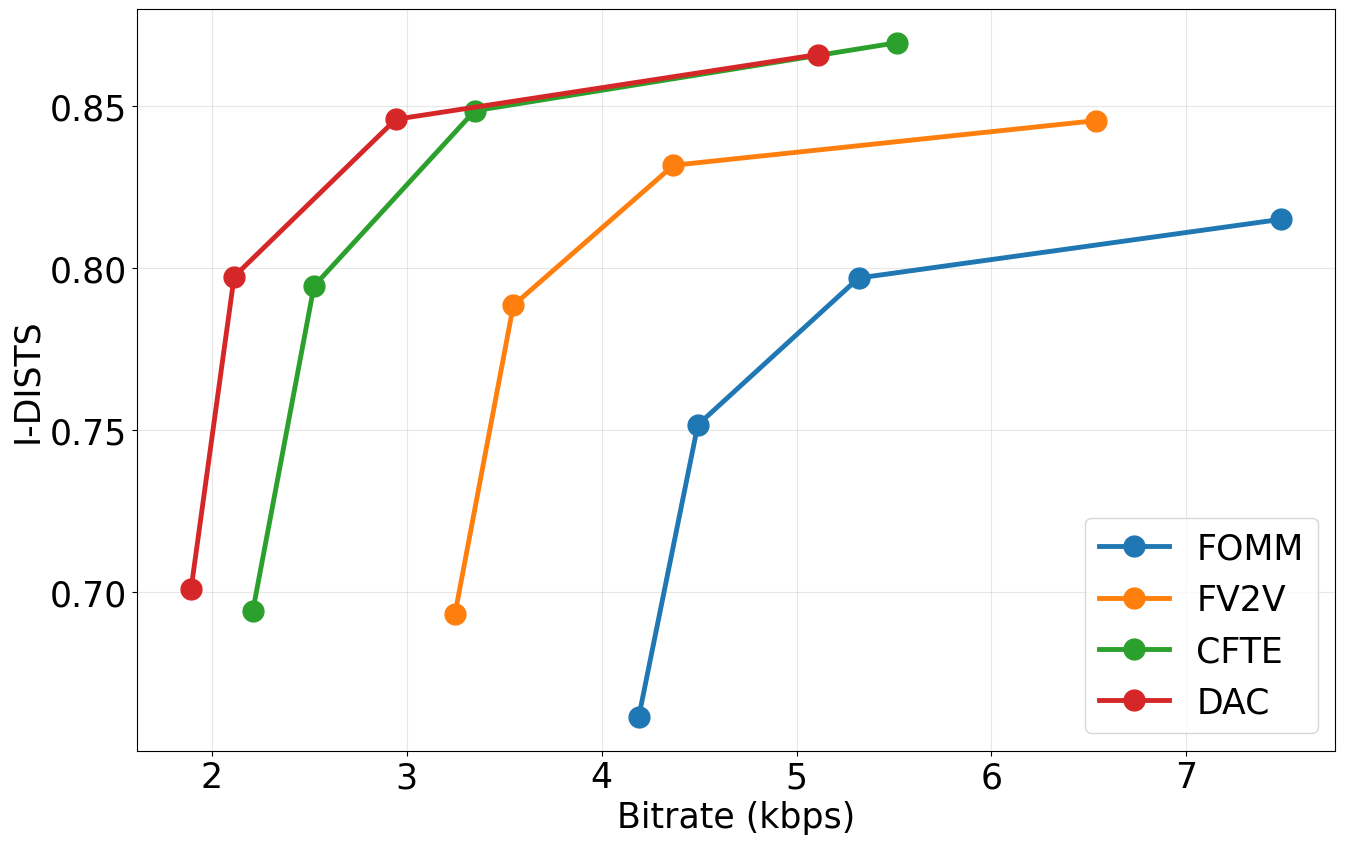 0.85
0.80
0.75
0.70
I-DISTS
2 3 4 5 6 7
Bitrate (kbps)
FOMM
FV2V
CFTE
DAC